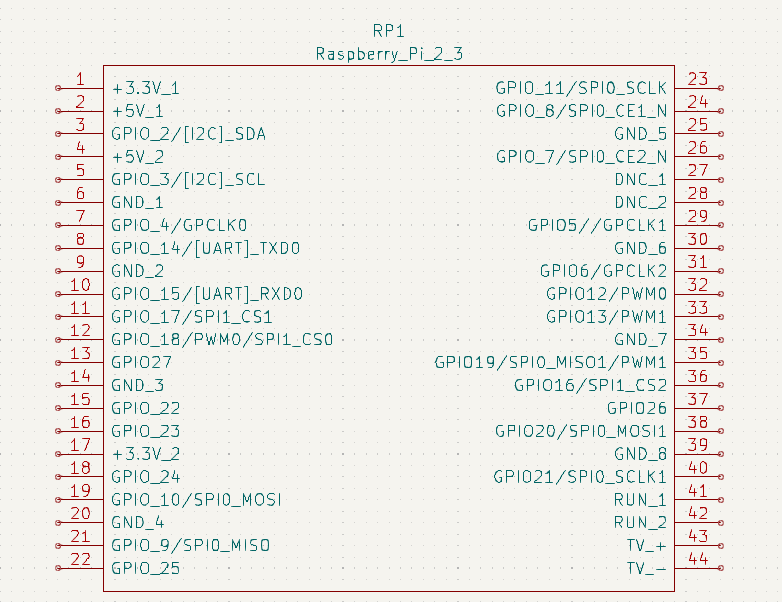 RP1
Raspberry_Pi_2_3
1 +3.3V_1 GPIO_11/SPI0_SCLK 23
2 +5V_1 GPIO_8/SPI0_CE1_N 24
3 GPIO_2/[I2C]_SDA GND_5 25
4 +5V_2 GPIO_7/SPI0_CE2_N 26
5 GPIO_3/[I2C]_SCL DNC_1 27
6 GND_1 DNC_2 28
7 GPIO_4/GPCLK0 GPIO5//GPCLK1 29
8 GPIO_14/[UART]_TXD0 GND_6 30
9 GND_2 GPIO6/GPCLK2 31
10 GPIO_15/[UART]_RXD0 GPIO12/PWM0 32
11 GPIO_17/SPI1_CS1 GPIO13/PWM1 33
12 GPIO_18/PWM0/SPI1_CS0 GND_7 34
13 GPIO27 GPIO19/SPI0_MISO1/PWM1 35
14 GND_3 GPIO16/SPI1_CS2 36
15 GPIO_22 GPIO26 37
16 GPIO_23 GPIO20/SPI0_MOSI1 38
17 +3.3V_2 GND_8 39
18 GPIO_24 GPIO21/SPI0_SCLK1 40
19 GPIO_10/SPI0_MOSI RUN_1 41
20 GND_4 RUN_2 42
21 GPIO_9/SPI0_MISO TV_+ 43
22 GPIO_25 TV_- 44